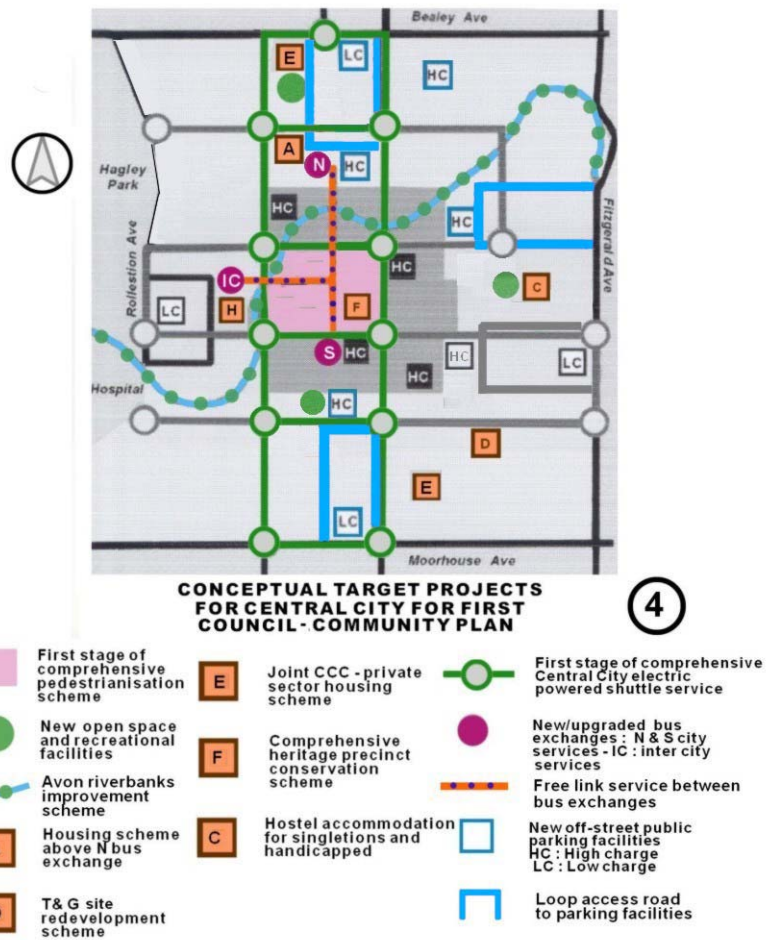 Bealey Ave
E
LC
HC
A
N
HC
Hagley
Park
HC
HC
Rollestion Ave
Fitzgeral d Ave
HC
IC
C
LC
H
F
S
HC
HC
LC
HC
Hospital
HC
D
E
LC
Moorhouse Ave
CONCEPTUAL TARGET PROJECTS
FOR CENTRAL CITY FOR FIRST
COUNCIL-COMMUNITY PLAN
4
First stage of
comprehensive
pedestrianisation
scheme
New open space
and recreational
facilities
Avon riverbanks
improvement
scheme
Housing scheme
above N bus
exchange
T& G site
redevelopment
scheme
E
Joint CCC - private
sector housing
scheme
F
Comprehensive
heritage precinct
conservation
scheme
C
Hostel accommodation
for singletions and
handicapped
First stage of comprehensive
Central City electric
powered shuttle service
New/upgraded bus
exchanges : N & S city
services - IC : inter city
services
Free link service between
bus exchanges
New off-street public
parking facilities
HC : High charge
LC : Low charge
Loop access road
to parking facilities